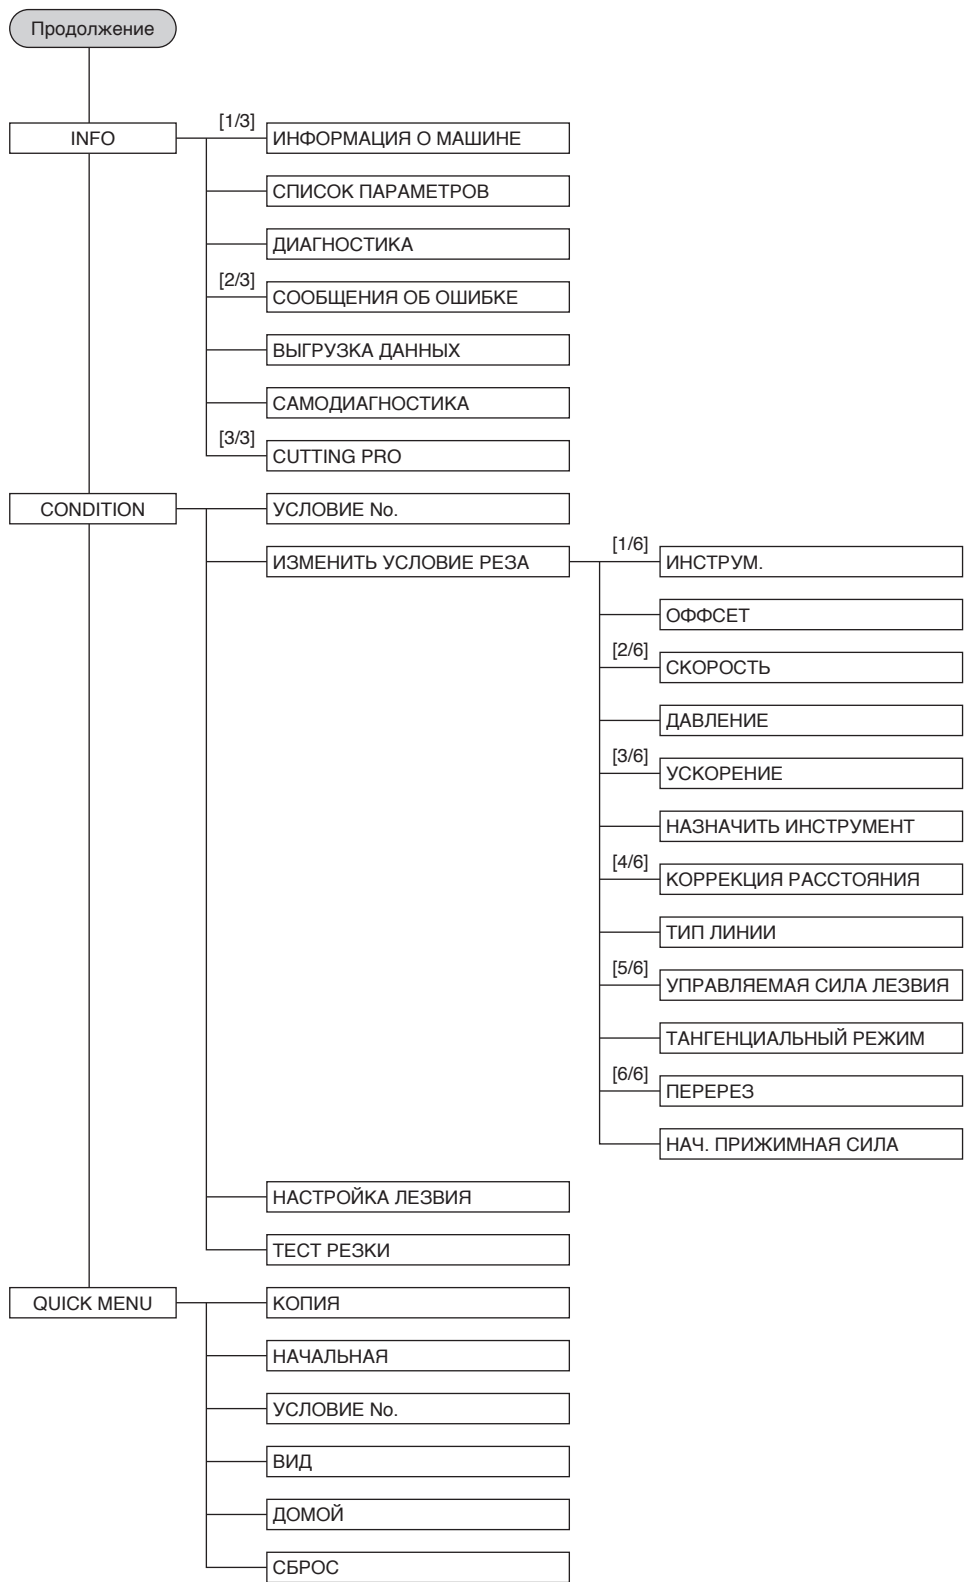 Продолжение
INFO
[1/3]
ИНФОРМАЦИЯ О МАШИНЕ
СПИСОК ПАРАМЕТРОВ
ДИАГНОСТИКА
[2/3]
СООБЩЕНИЯ ОБ ОШИБКЕ
ВЫГРУЗКА ДАННЫХ
САМОДИАГНОСТИКА
[3/3]
CUTTING PRO
CONDITION
УСЛОВИЕ No.
ИЗМЕНИТЬ УСЛОВИЕ РЕЗА
[1/6]
ИНСТРУМ.
ОФФСЕТ
[2/6]
СКОРОСТЬ
ДАВЛЕНИЕ
[3/6]
УСКОРЕНИЕ
НАЗНАЧИТЬ ИНСТРУМЕНТ
[4/6]
КОРРЕКЦИЯ РАССТОЯНИЯ
ТИП ЛИНИИ
[5/6]
УПРАВЛЯЕМАЯ СИЛА ЛЕЗВИЯ
ТАНГЕНЦИАЛЬНЫЙ РЕЖИМ
[6/6]
ПЕРЕРЕЗ
НАЧ. ПРИЖИМНАЯ СИЛА
НАСТРОЙКА ЛЕЗВИЯ
ТЕСТ РЕЗКИ
QUICK MENU
КОПИЯ
НАЧАЛЬНАЯ
УСЛОВИЕ No.
ВИД
ДОМОЙ
СБРОС